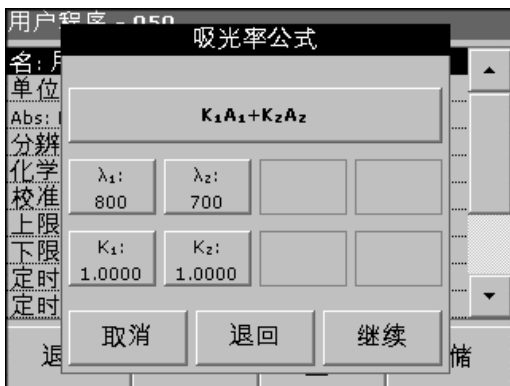 用户程序 - 050
吸光率公式
名:
单位
Abs:
分辨
化学
校准
上限
下限
定时
定时
K₁A₁+K₂A₂
λ₁: λ₂:
800 700
K₁: K₂:
1.0000 1.0000
取消 退回 继续
退 储